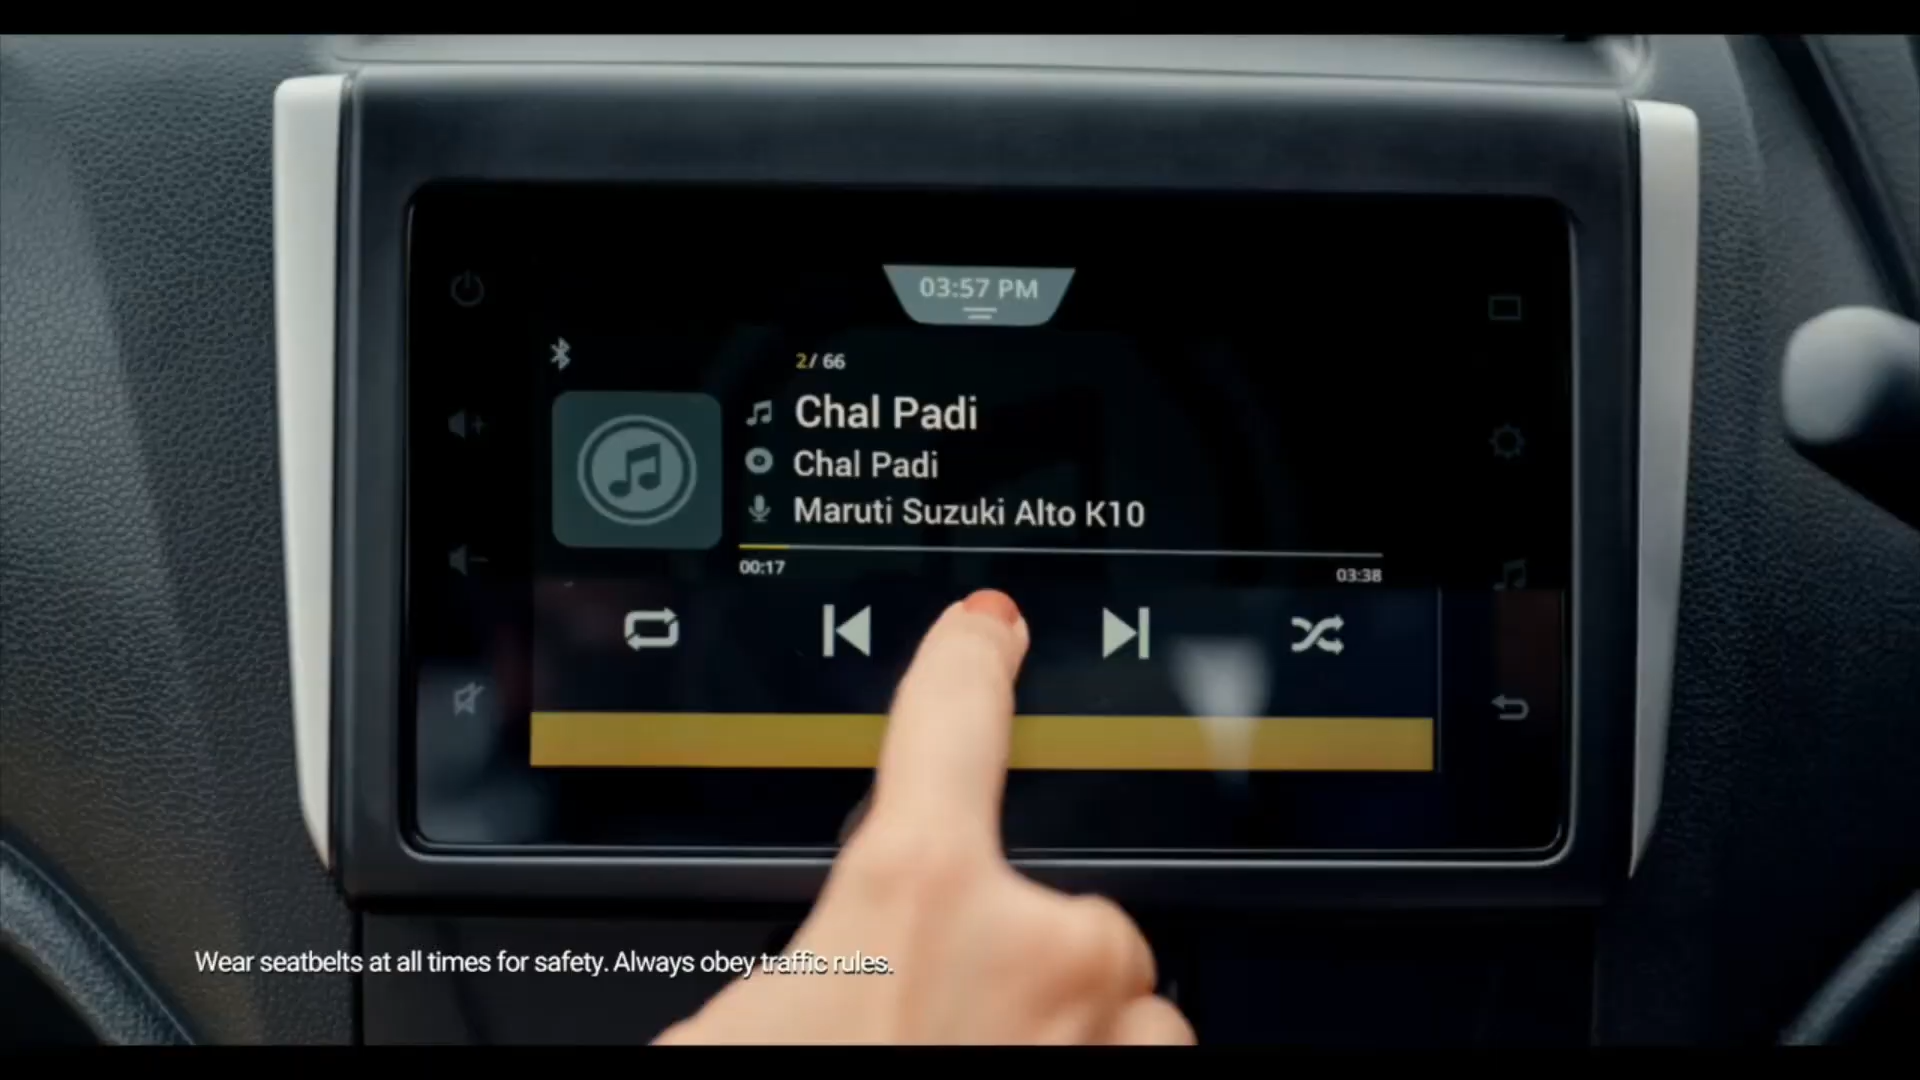 03:57 PM
2/ 66
Chal Padi
Chal Padi
Maruti Suzuki Alto K10
00:17
03:38
Wear seatbelts at all times for safety. Always obey traffic rules.